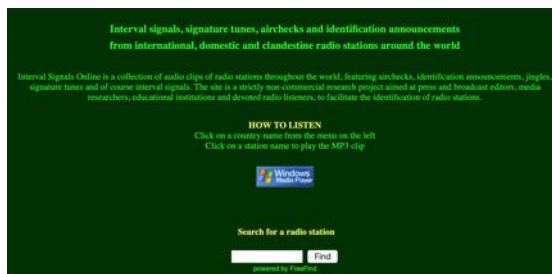 Interval signals, signature tunes, airchecks and identification announcements
from international, domestic and clandestine radio stations around the world
Interval Signals Online is a collection of audio clips of radio stations throughout the world, featuring airchecks, identification announcements, jingles,
signature tunes and of course interval signals. The site is a strictly non-commercial research project aimed at press and broadcast editors, media
researchers, educational institutions and devoted radio listeners, to facilitate the identification of radio stations.
HOW TO LISTEN
Click on a country name from the menu on the left
Click on a station name to play the MP3 clip
Windows
Media Player
Search for a radio station
Find
powered by FreeFind